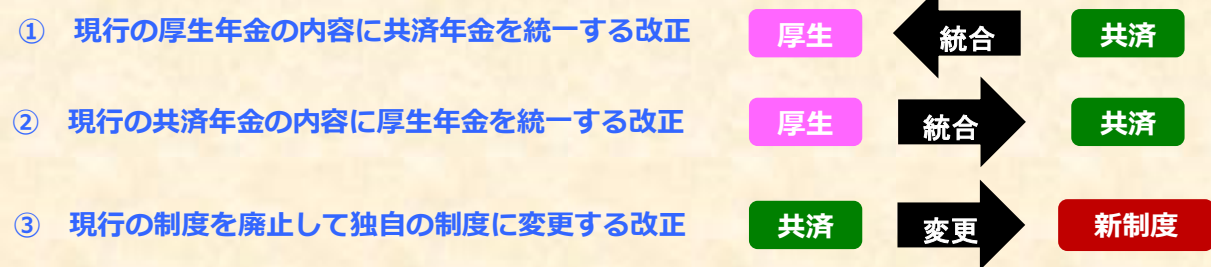 ① 現行の厚生年金の内容に共済年金を統一する改正 厚生 統合 共済
② 現行の共済年金の内容に厚生年金を統一する改正 厚生 統合 共済
③ 現行の制度を廃止して独自の制度に変更する改正 共済 変更 新制度